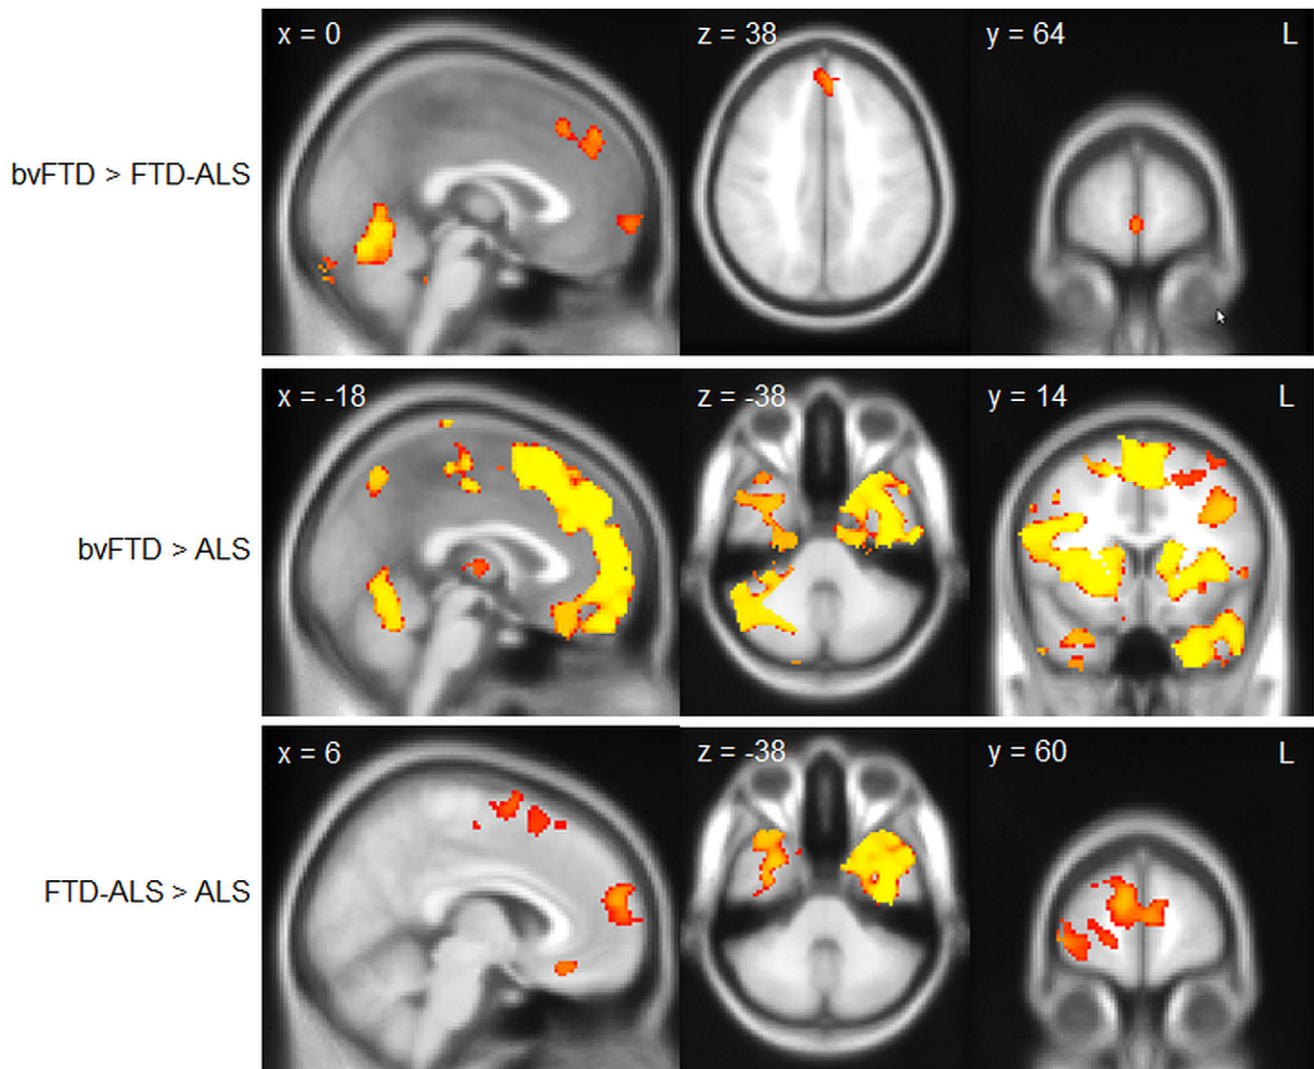 x = 0
z = 38
y = 64
L
bvFTD > FTD-ALS
x = -18
z = -38
y = 14
L
bvFTD > ALS
x = 6
z = -38
y = 60
L
FTD-ALS > ALS